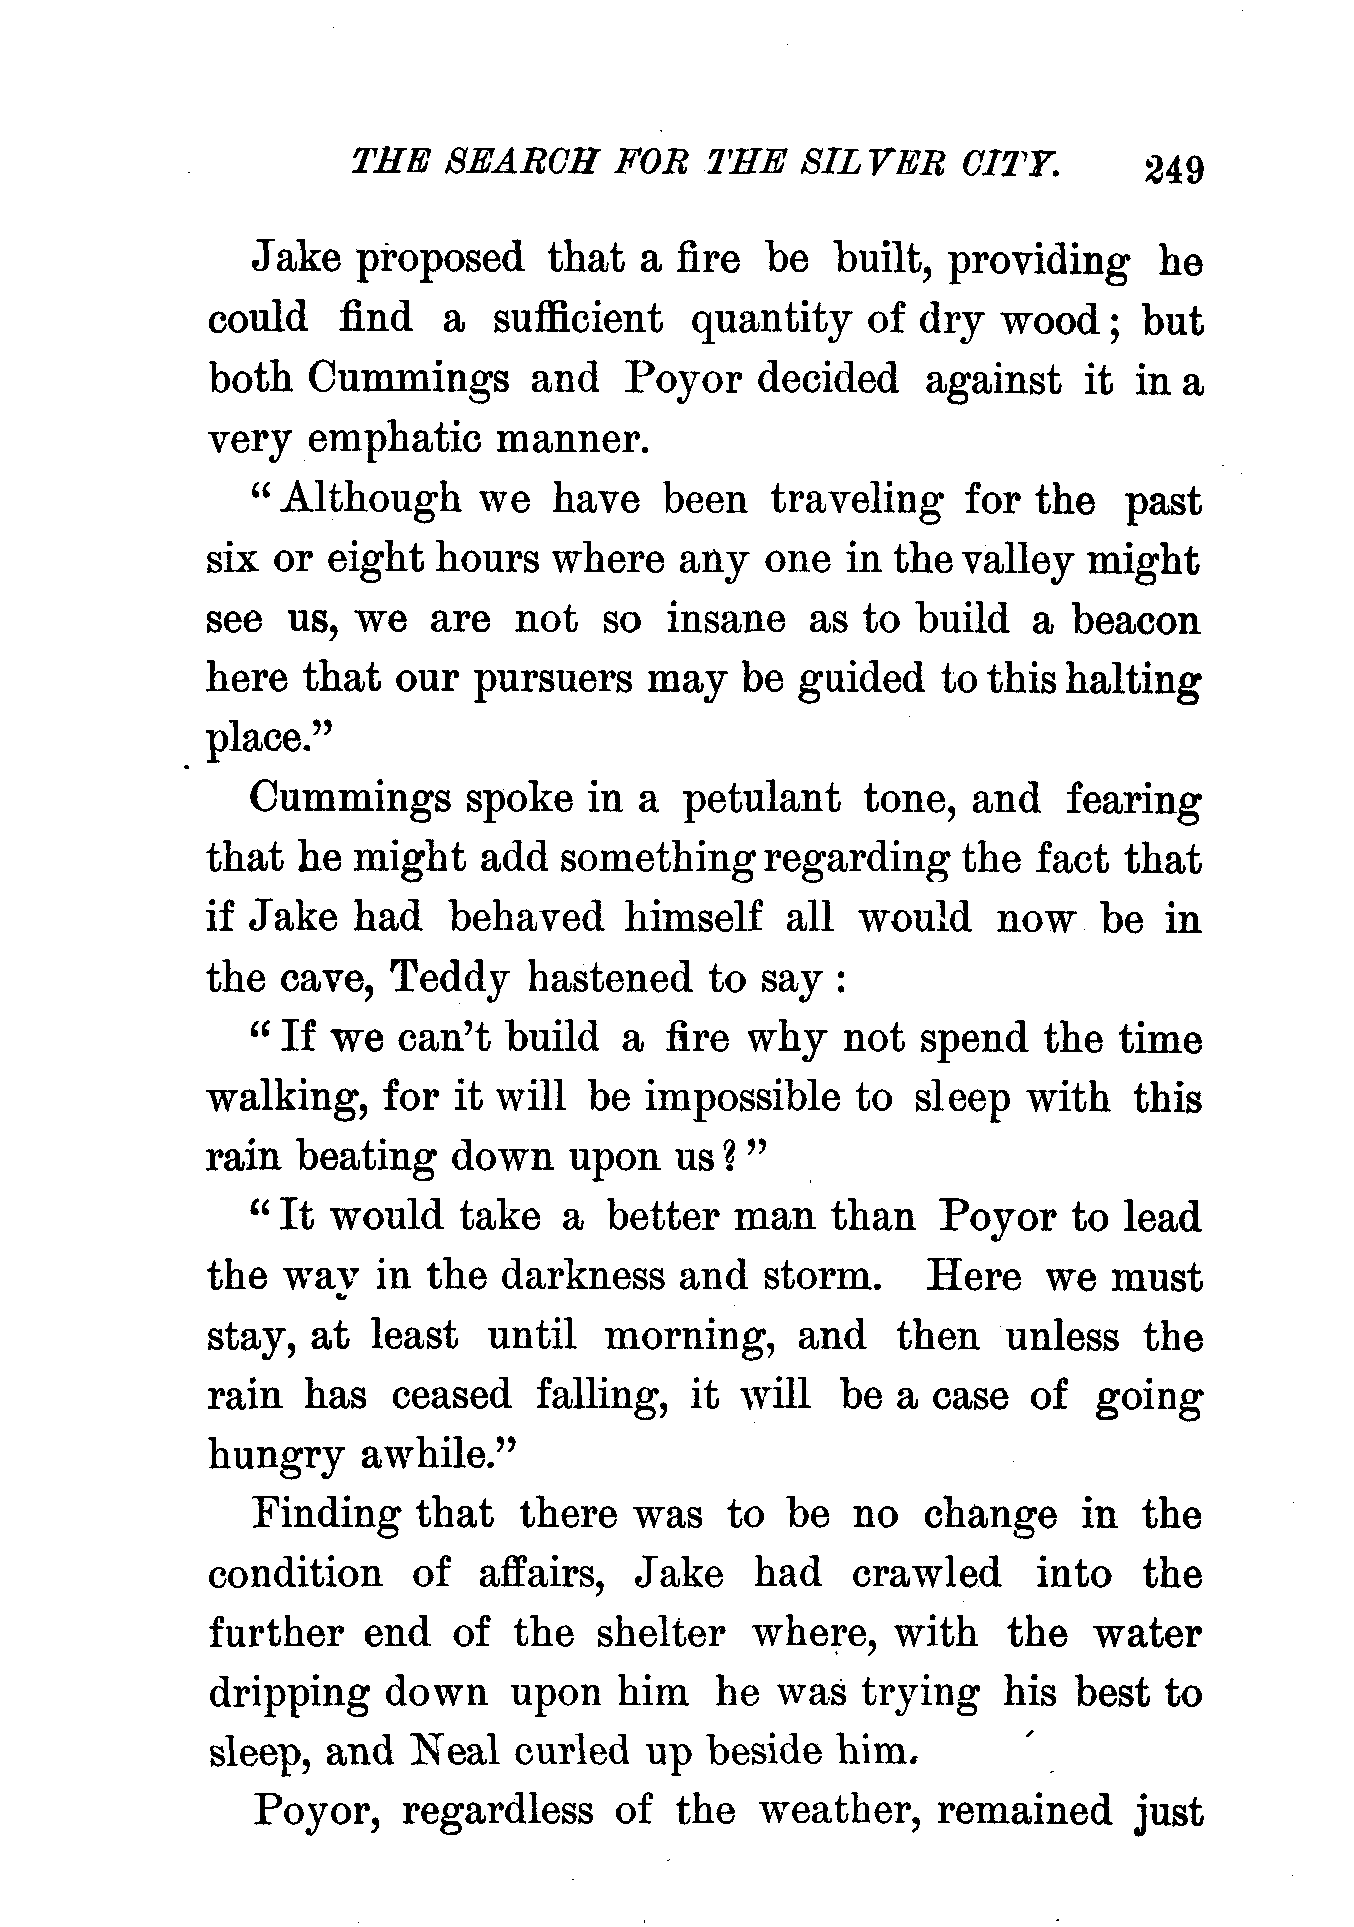 THE SEARCH FOR THE SILVER CITY. 249
Jake proposed that a fire be built, providing he
could find a sufficient quantity of dry wood; but
both Cummings and Poyor decided against it in a
very emphatic manner.
“Although we have been traveling for the past
six or eight hours where any one in the valley might
see us, we are not so insane as to build a beacon
here that our pursuers may be guided to this halting
place.”
Cummings spoke in a petulant tone, and fearing
that he might add something regarding the fact that
if Jake had behaved himself all would now be in
the cave, Teddy hastened to say :
“If we can’t build a fire why not spend the time
walking, for it will be impossible to sleep with this
rain beating down upon us?”
“It would take a better man than Poyor to lead
the way in the darkness and storm. Here we must
stay, at least until morning, and then unless the
rain has ceased falling, it will be a case of going
hungry awhile.”
Finding that there was to be no change in the
condition of affairs, Jake had crawled into the
further end of the shelter where, with the water
dripping down upon him he was trying his best to
sleep, and Neal curled up beside him.
Poyor, regardless of the weather, remained just